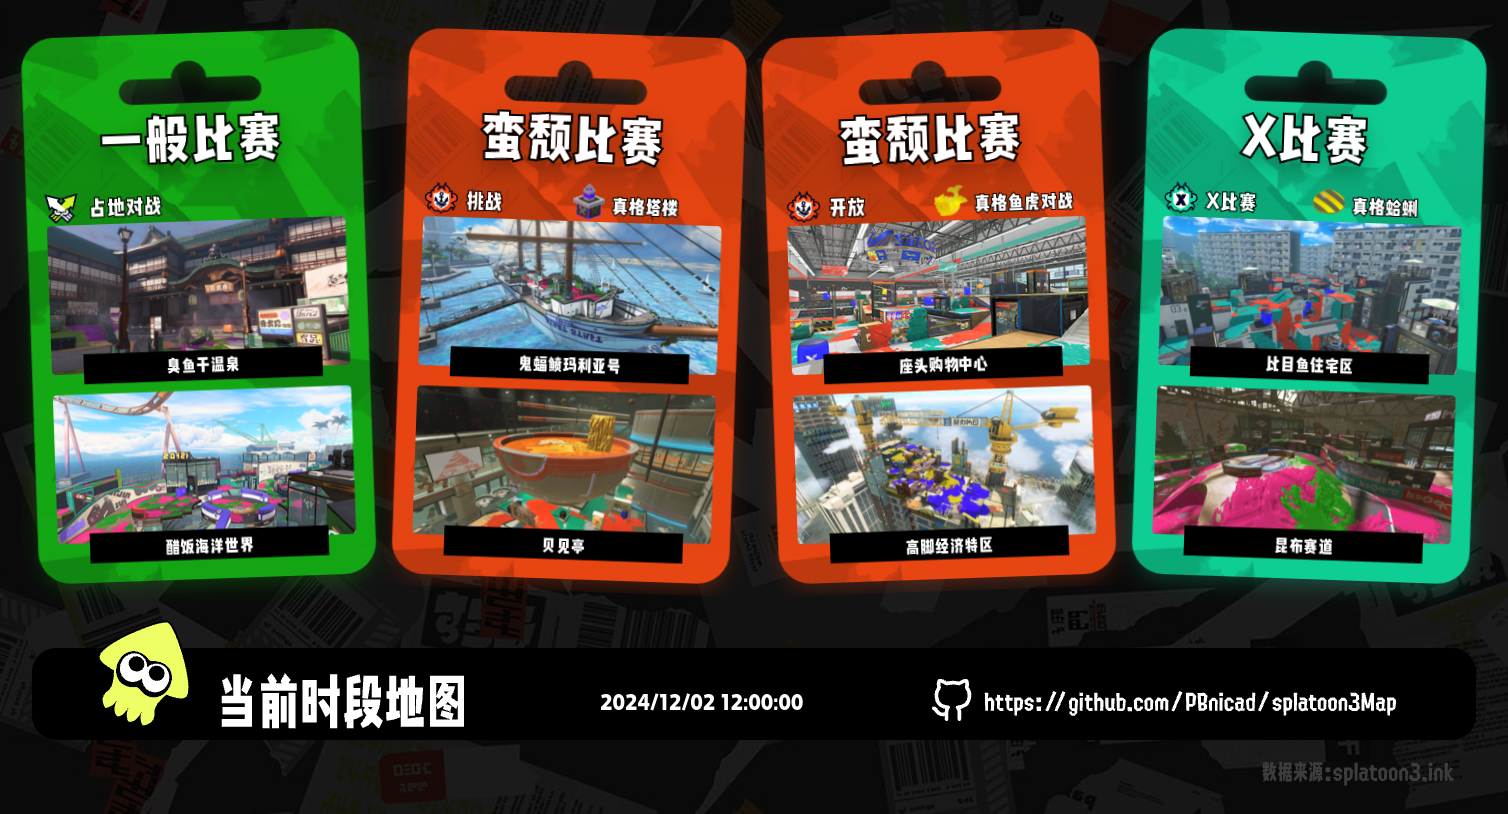 一般比赛
占地对战
臭鱼干温泉
醋饭海洋世界
蛮颓比赛
挑战
真格塔楼
鬼蝠鲼玛利亚号
贝见亭
蛮颓比赛
开放
真格鱼虎对战
座头购物中心
高脚经济特区
X比赛
X比赛
真格蛤蜊
比目鱼住宅区
昆布赛道
当前时段地图
2024/12/02 12:00:00
https://github.com/PBnicad/splatoon3Map
数据来源:splatoon3.ink